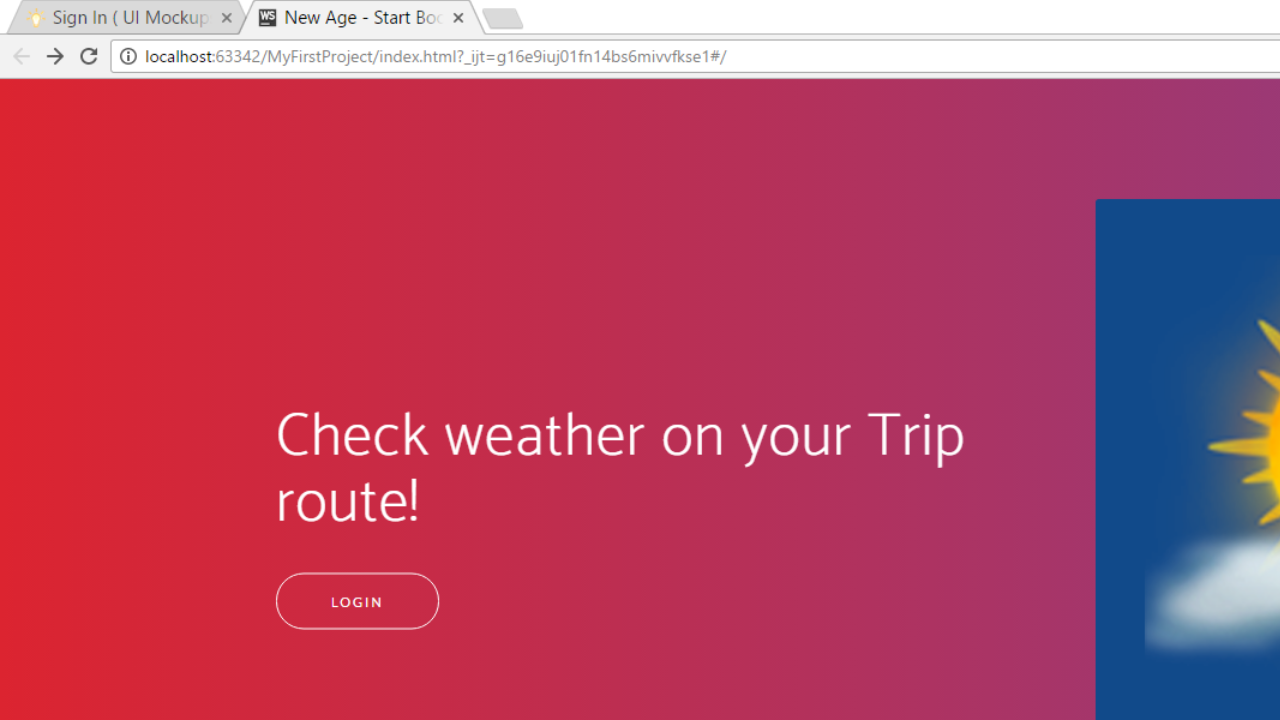 Sign In ( UI Mockup
WS New Age - Start Boo
localhost:63342/MyFirstProject/index.html?_ijt=g16e9iuj01fn14bs6mivvfkse1#/
Check weather on your Trip
route!
LOGIN